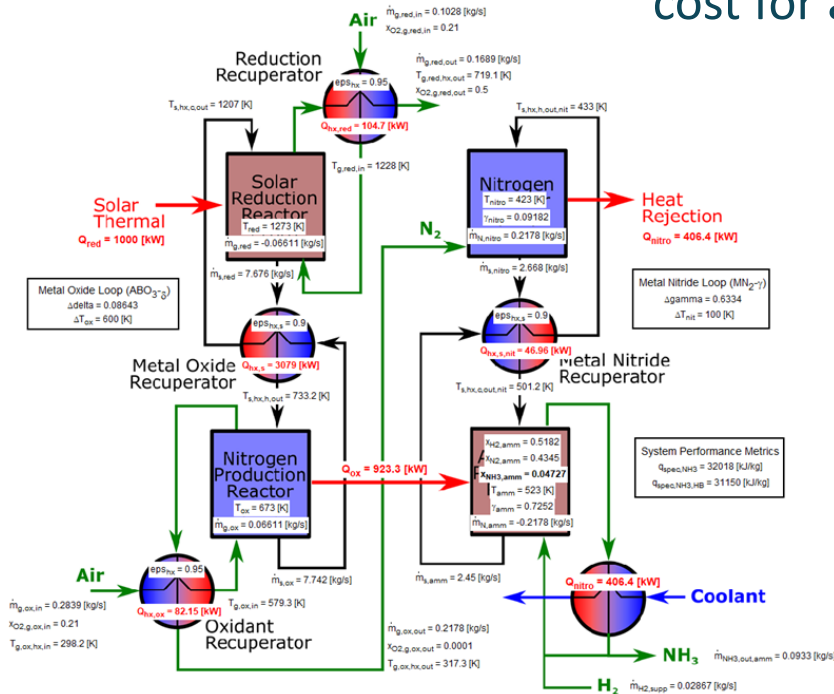 cost for a
Air
ṁg,red,in = 0.1028 [kg/s]
xO2,g,red,in = 0.21
Reduction
Recuperator
epshx = 0.95
Qhx,red = 104.7 [kW]
ṁg,red,out = 0.1689 [kg/s]
Tg,red,hx,out = 719.1 [K]
xO2,g,red,out = 0.5
Ts,hx,c,out = 1207 [K]
Tg,red,in = 1228 [K]
Ts,hx,h,out,nit = 433 [K]
Solar
Thermal
Qred = 1000 [kW]
Solar
Reduction
Reactor
Tred = 1273 [K]
ṁg,red = -0.06611 [kg/s]
N2
Nitrogen
Tnitro = 423 [K]
γnitro = 0.09182
ṁN,nitro = 0.2178 [kg/s]
Heat
Rejection
Qnitro = 406.4 [kW]
ṁs,red = 7.676 [kg/s]
ṁs,nitro = 2.668 [kg/s]
Metal Oxide Loop (ABO3-δ)
Δdelta = 0.08643
ΔTox = 600 [K]
Metal Nitride Loop (MN2-γ)
Δgamma = 0.6334
ΔTnit = 100 [K]
epshx,s = 0.9
Qhx,s = 3079 [kW]
Metal Oxide
Recuperator
epshx,s = 0.9
Qhx,s,nit = 46.96 [kW]
Metal Nitride
Recuperator
Ts,hx,h,out = 733.2 [K]
Ts,hx,c,out,nit = 501.2 [K]
Nitrogen
Production
Reactor
Tox = 673 [K]
ṁg,ox = 0.06611 [kg/s]
Qox = 923.3 [kW]
xH2,amm = 0.5182
xN2,amm = 0.4345
xNH3,amm = 0.04727
Tamm = 523 [K]
γamm = 0.7252
ṁN,amm = -0.2178 [kg/s]
System Performance Metrics
qspec,NH3 = 32018 [kJ/kg]
qspec,NH3,HB = 31150 [kJ/kg]
Air
ṁg,ox,in = 0.2839 [kg/s]
xO2,g,ox,in = 0.21
Tg,ox,hx,in = 298.2 [K]
epshx = 0.95
Qhx,ox = 82.15 [kW]
Oxidant
Recuperator
Tg,ox,in = 579.3 [K]
ṁs,ox = 7.742 [kg/s]
ṁs,amm = 2.45 [kg/s]
ṁg,ox,out = 0.2178 [kg/s]
xO2,g,ox,out = 0.0001
Tg,ox,hx,out = 317.3 [K]
Qnitro = 406.4 [kW]
Coolant
NH3
ṁNH3,out,amm = 0.0933 [kg/s]
H2
ṁH2,supp = 0.02867 [kg/s]